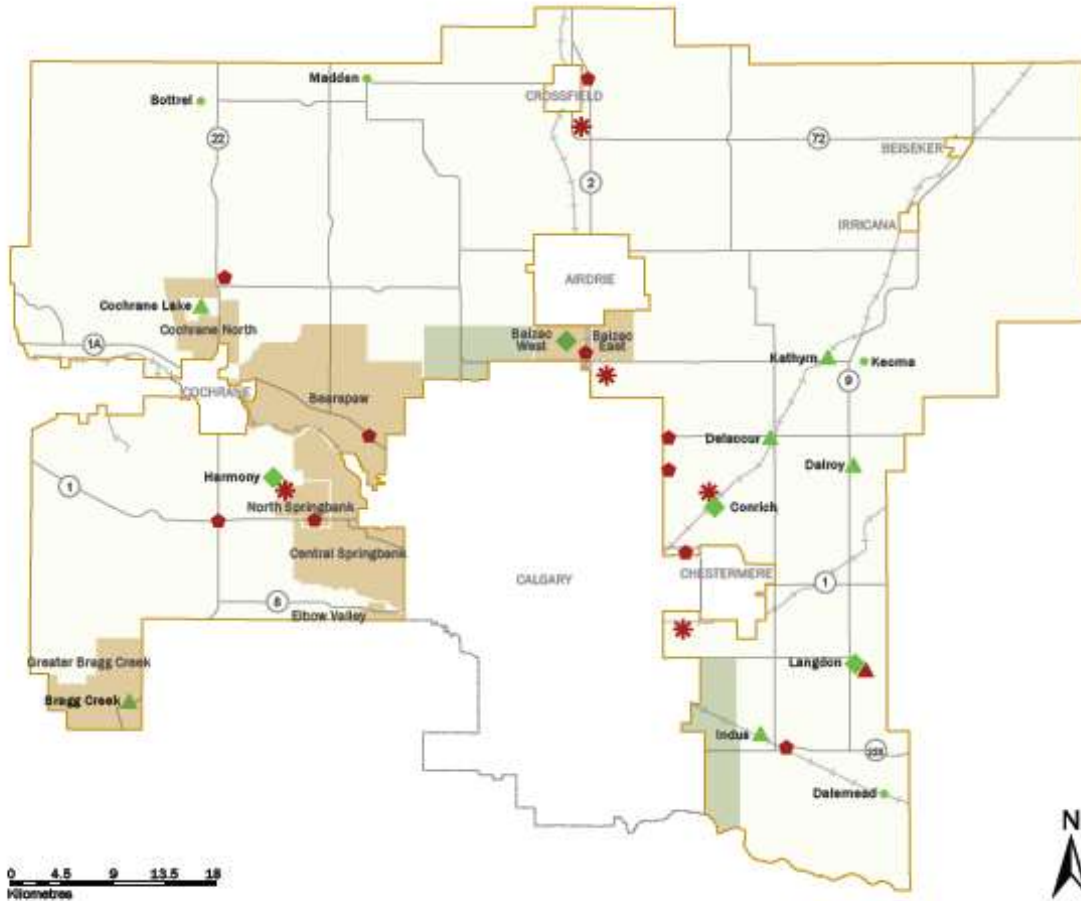 Madden
Bottrel
CROSSFIELD
22
72
BEISEKER
2
IRRICANA
AIRDRIE
Cochrane Lake
Cochrane North
Balzac
West
Balzac
East
1A
Kathyrn
Keoma
COCHRANE
9
Bearspaw
Delacour
Dalroy
Harmony
1
North Springbank
Conrich
Central Springbank
CALGARY
CHESTERMERE
1
8
Elbow Valley
Greater Bragg Creek
Langdon
Bragg Creek
Indus
Dalemead
N
0 4.5 9 13.5 18
Kilometres